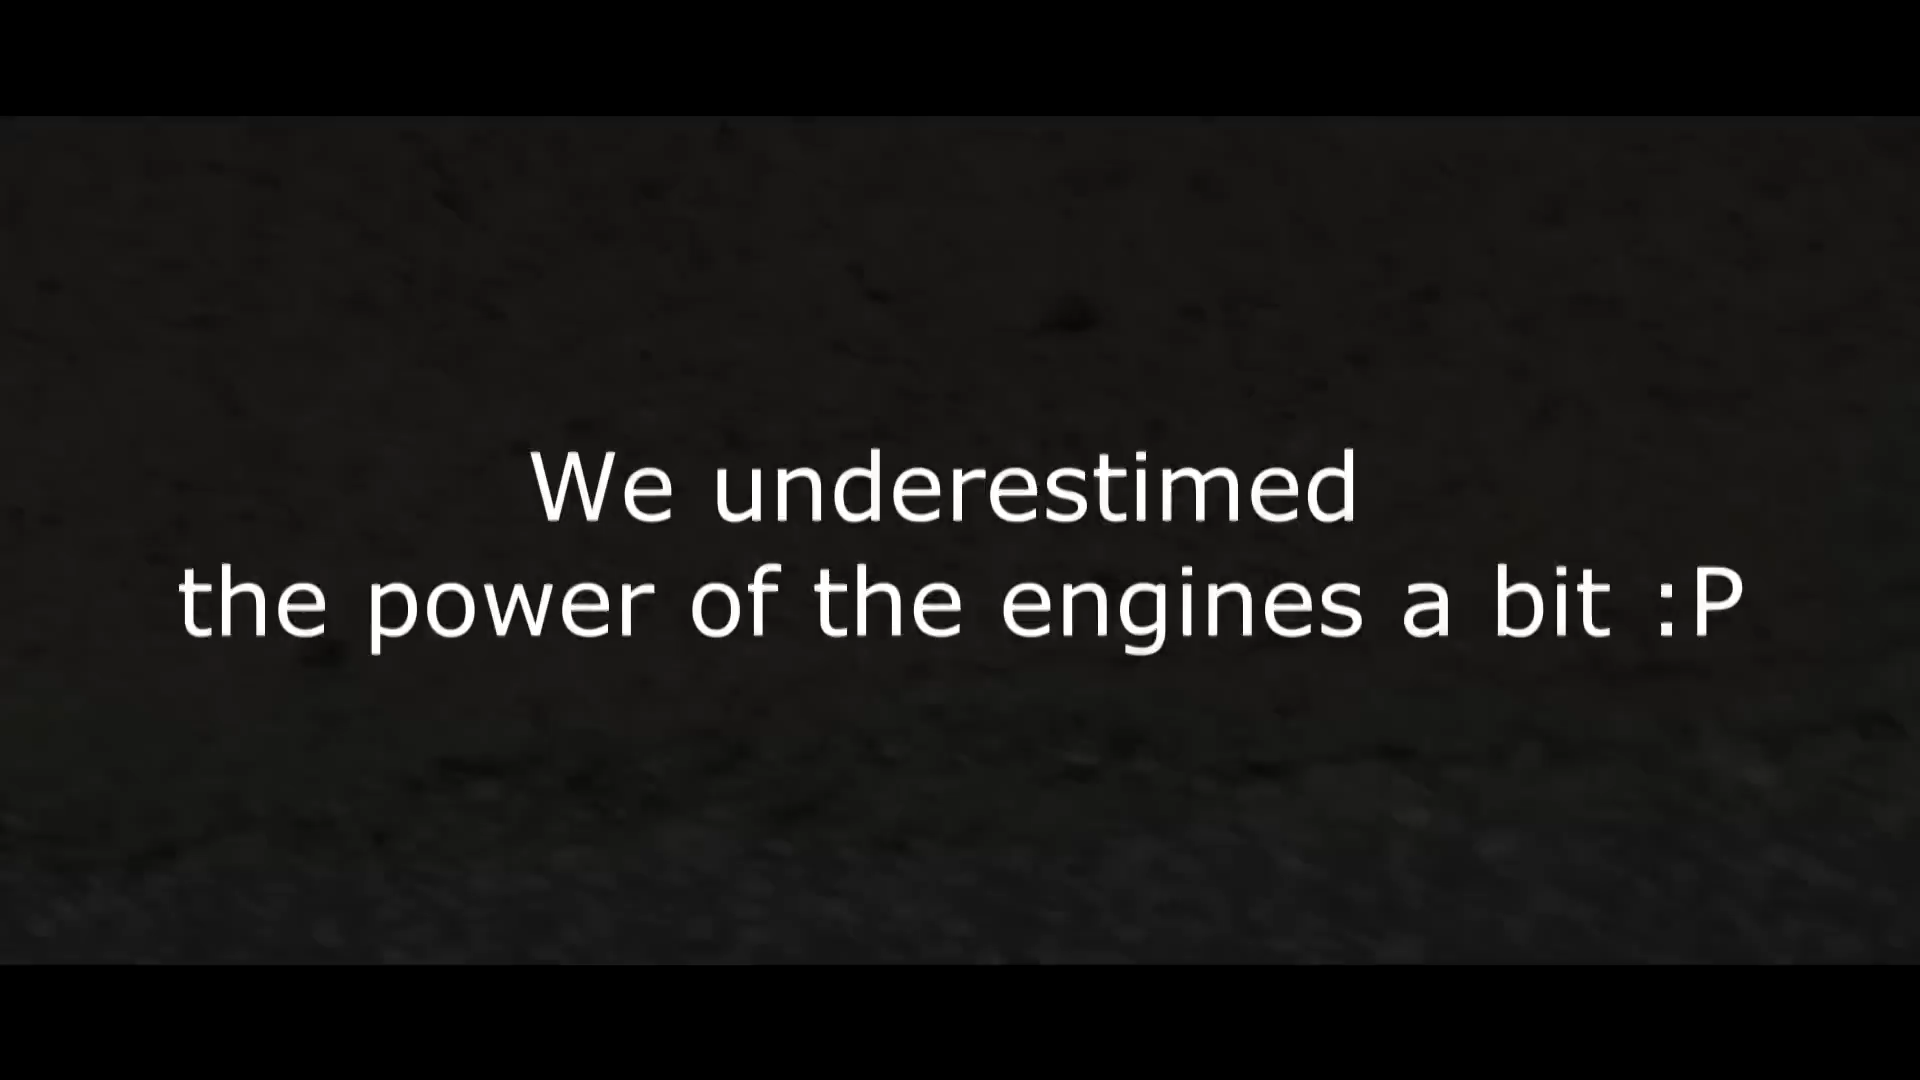 We underestimed
the power of the engines a bit :P